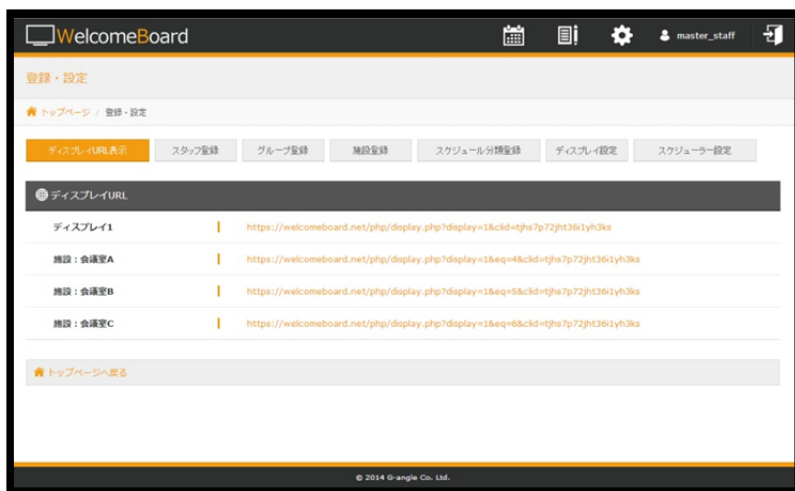 WelcomeBoard
master_staff
登録・設定
トップページ / 登録・設定
ディスプレイURL表示 スタッフ登録 グループ登録 施設登録 スケジュール分類登録 ディスプレイ設定 スケジューラー設定
ディスプレイURL
ディスプレイ1 https://welcomeboard.net/php/display.php?display=1&clid=tjhs7p72jht36i1yh3ks
施設：会議室A https://welcomeboard.net/php/display.php?display=1&eq=4&clid=tjhs7p72jht36i1yh3ks
施設：会議室B https://welcomeboard.net/php/display.php?display=1&eq=5&clid=tjhs7p72jht36i1yh3ks
施設：会議室C https://welcomeboard.net/php/display.php?display=1&eq=6&clid=tjhs7p72jht36i1yh3ks
トップページへ戻る
© 2014 G-angle Co. Ltd.